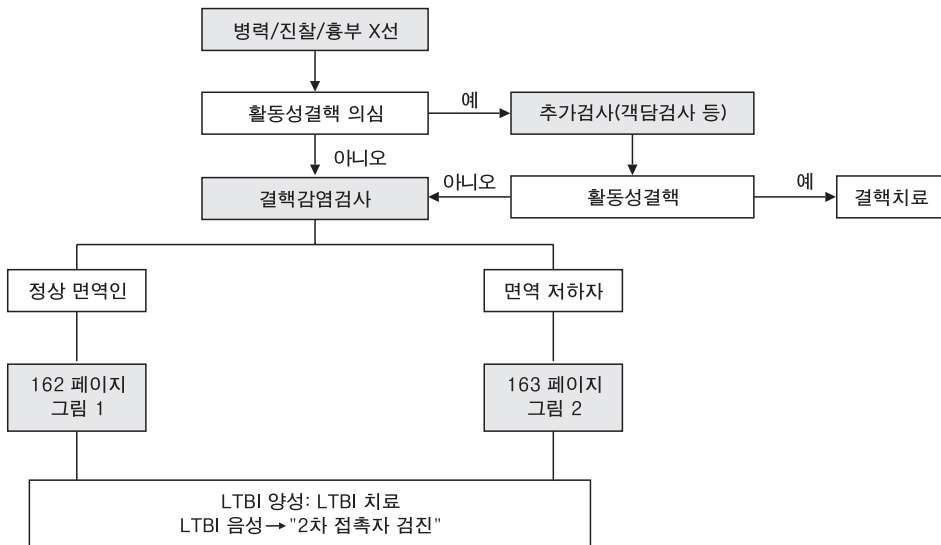 병력/진찰/흉부 X선
활동성결핵 의심
예
추가검사(객담검사 등)
아니오
결핵감염검사
아니오
활동성결핵
예
결핵치료
정상 면역인
면역 저하자
162 페이지
그림 1
163 페이지
그림 2
LTBI 양성: LTBI 치료
LTBI 음성→"2차 접촉자 검진"